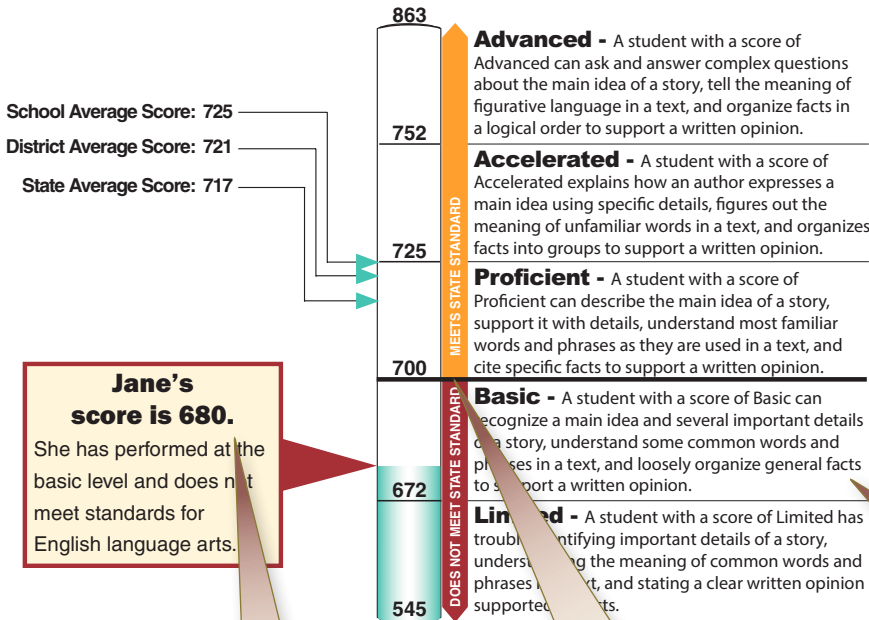 863
Advanced - A student with a score of
Advanced can ask and answer complex questions
about the main idea of a story, tell the meaning of
figurative language in a text, and organize facts in
a logical order to support a written opinion.
School Average Score: 725
District Average Score: 721
State Average Score: 717
752
Accelerated - A student with a score of
Accelerated explains how an author expresses a
main idea using specific details, figures out the
meaning of unfamiliar words in a text, and organizes
facts into groups to support a written opinion.
725
MEETS STATE STANDARD
Proficient - A student with a score of
Proficient can describe the main idea of a story,
support it with details, understand most familiar
words and phrases as they are used in a text, and
cite specific facts to support a written opinion.
700
Jane's
score is 680.
She has performed at the
basic level and does not
meet standards for
English language arts.
DOES NOT MEET STATE STANDARD
Basic - A student with a score of Basic can
recognize a main idea and several important details
of a story, understand some common words and
phrases in a text, and loosely organize general facts
to support a written opinion.
672
Limited - A student with a score of Limited has
identifying important details of a story,
the meaning of common words and
phrases text, and stating a clear written opinion
supported
545